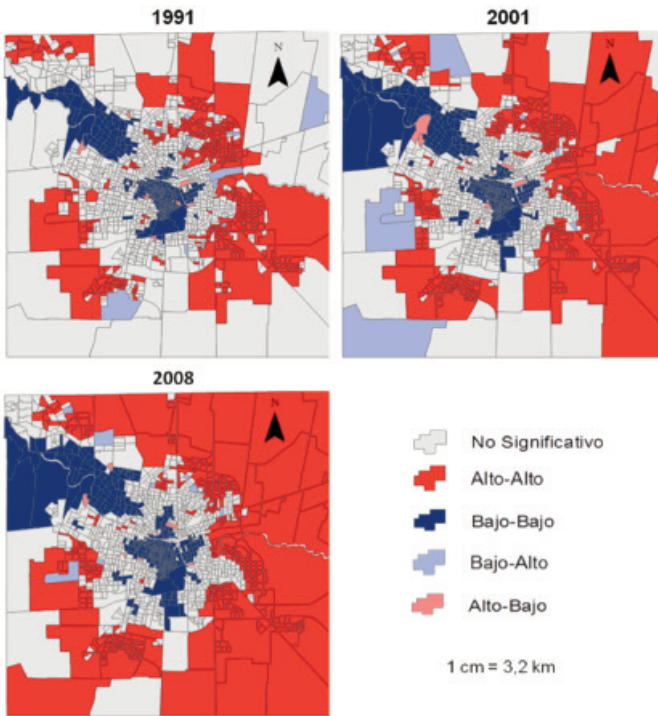 1991
N
2001
N
2008
N
No Significativo
Alto-Alto
Bajo-Bajo
Bajo-Alto
Alto-Bajo
1 cm = 3,2 km